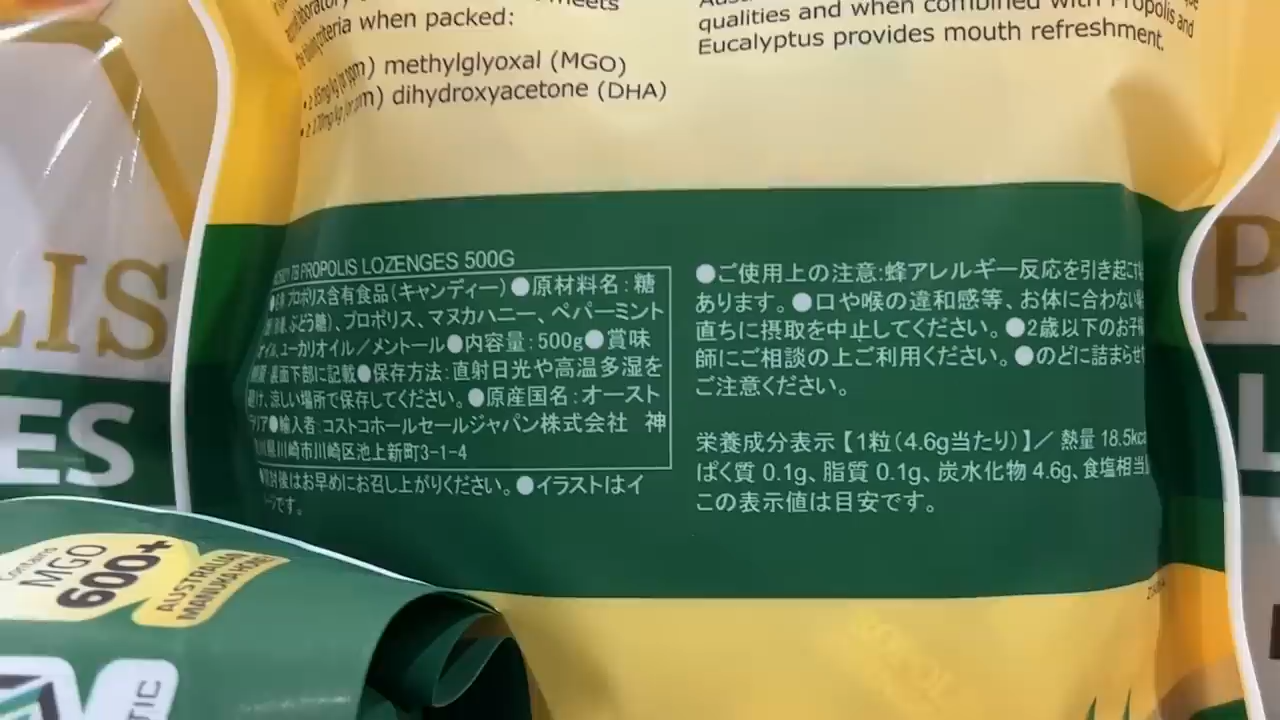 criteria when packed:
methylglyoxal (MGO)
dihydroxyacetone (DHA)
qualities and when combined with Propolis and
Eucalyptus provides mouth refreshment.
PROPOLIS LOZENGES 500G
プロポリス含有食品(キャンディー)●原材料名:糖
ぶどう糖)、プロポリス、マヌカハニー、ペパーミント
オイル、ユーカリオイル/メントール●内容量:500g●賞味
裏面下部に記載●保存方法:直射日光や高温多湿を
避け、涼しい場所で保存してください。●原産国名:オースト
ラリア●輸入者:コストコホールセールジャパン株式会社 神
川県川崎市川崎区池上新町3-1-4
●開封後はお早めにお召し上がりください。●イラストはイ
ージです。
●ご使用上の注意:蜂アレルギー反応を引き起こす
あります。●口や喉の違和感等、お体に合わない
直ちに摂取を中止してください。●2歳以下のお子
師にご相談の上ご利用ください。●のどに詰まらせ
ご注意ください。
栄養成分表示【1粒(4.6g当たり)】/ 熱量 18.5kc
ぱく質 0.1g、脂質 0.1g、炭水化物 4.6g、食塩相当
この表示値は目安です。
LIS
ES
Contains
MGO
600+
AUSTRALIAN
MANUKA HONEY
TIC
P
L